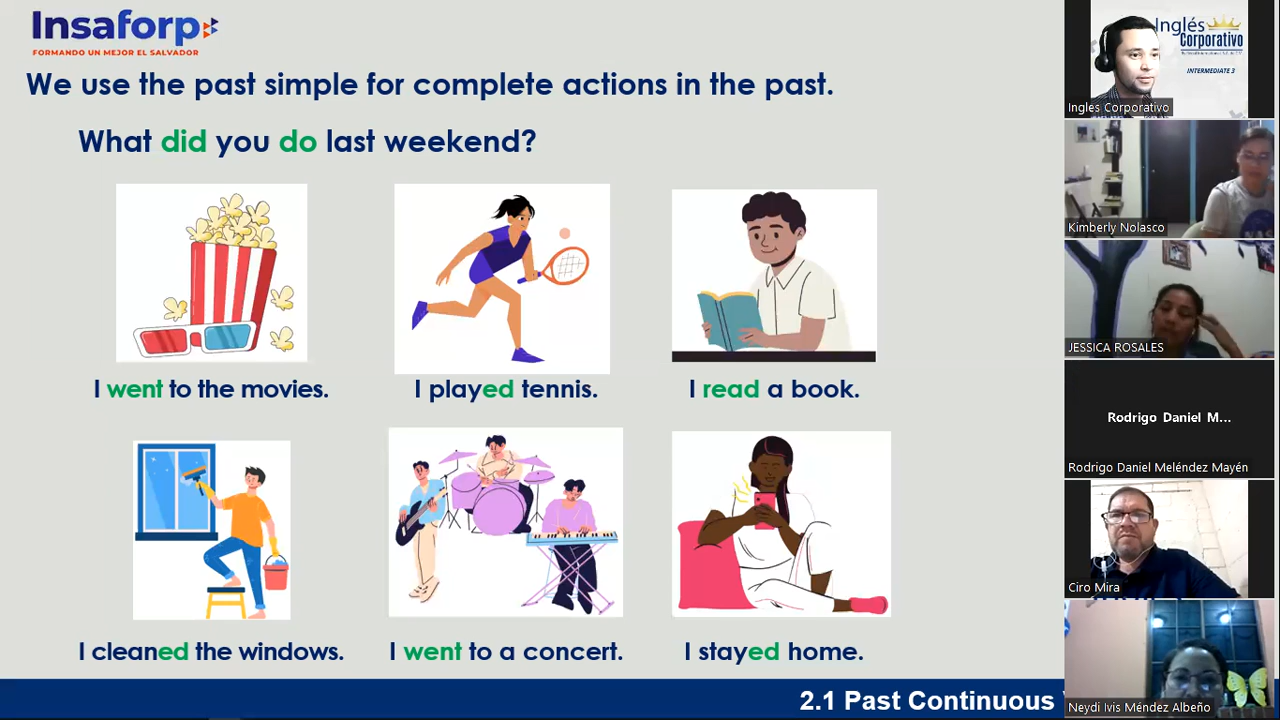 Insaforp
FORMANDO UN MEJOR EL SALVADOR
We use the past simple for complete actions in the past.
What did you do last weekend?
I went to the movies.
I played tennis.
I read a book.
I cleaned the windows.
I went to a concert.
I stayed home.
2.1 Past Continuous
Inglés
Corporativo
INTERMEDIATE 3
Ingles Corporativo
Kimberly Nolasco
JESSICA ROSALES
Rodrigo Daniel M...
Rodrigo Daniel Meléndez Mayén
Ciro Mira
Neydi Ivis Méndez Albeño